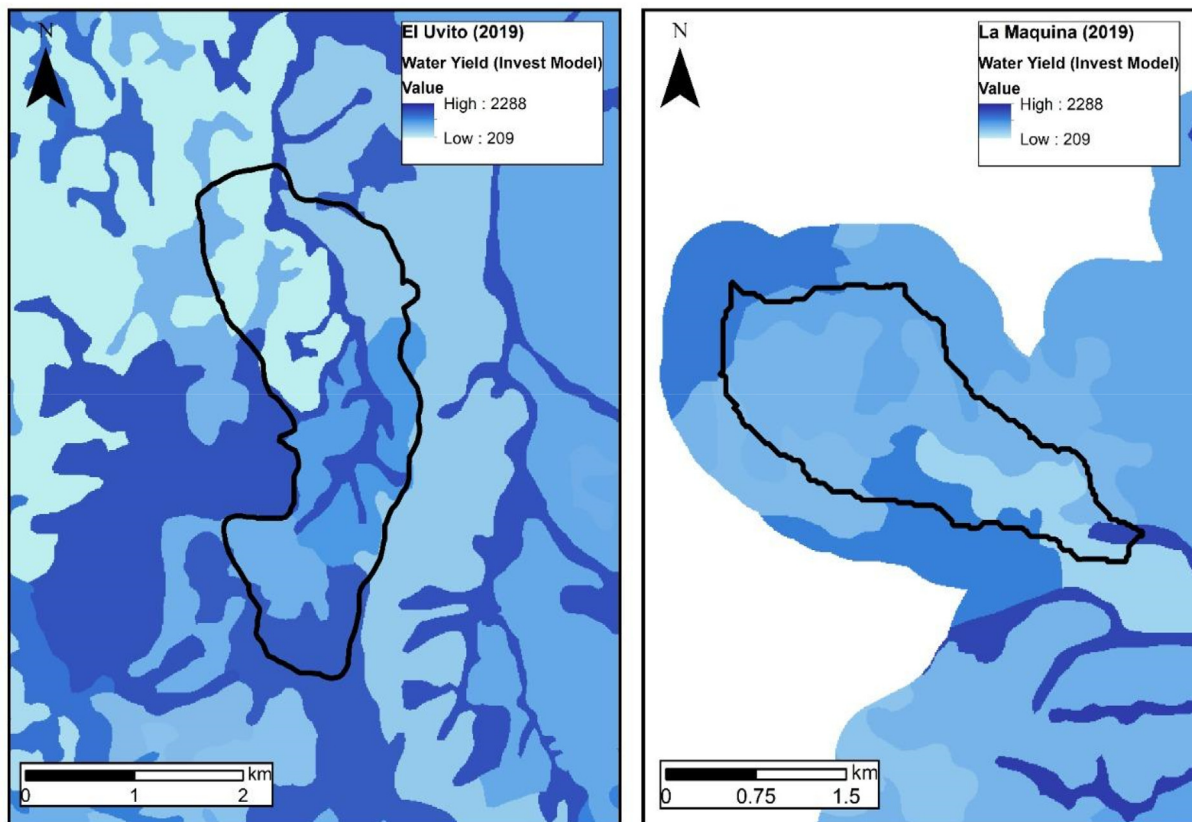 N
El Uvito (2019)
Water Yield (Invest Model)
Value
High : 2288
Low : 209
km
0 1 2
N
La Maquina (2019)
Water Yield (Invest Model)
Value
High : 2288
Low : 209
km
0 0.75 1.5